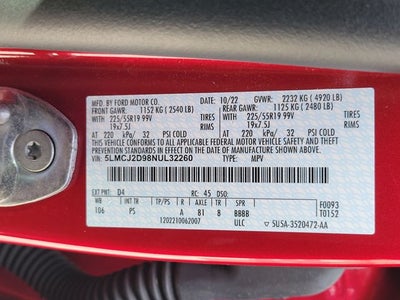 MFD. BY FORD MOTOR CO. 10/22 GVWR: 2232 KG ( 4920 LB)
FRONT GAWR: 1152 KG ( 2540 LB) REAR GAWR: 1125 KG ( 2480 LB)
WITH WITH
225/55R19 99V TIRES 225/55R19 99V TIRES
19x7.5J RIMS 19x7.5J RIMS
AT 220 kPa/ 32 PSI COLD AT 220 kPa/ 32 PSI COLD
THIS VEHICLE CONFORMS TO ALL APPLICABLE FEDERAL MOTOR VEHICLE
SAFETY, BUMPER, AND THEFT PREVENTION STANDARDS IN EFFECT ON THE DATE OF
MANUFACTURE SHOWN ABOVE.
VIN: 5LMCJ2D98NUL32260 TYPE: MPV
EXT PNT: D4 RC: 45 DSO:
WB INT TR TP/PS R AXLE TR SPR F0093
106 PS A 81 8 BBBB T0152
1202210062007 ULC 5U5A-3520472-AA